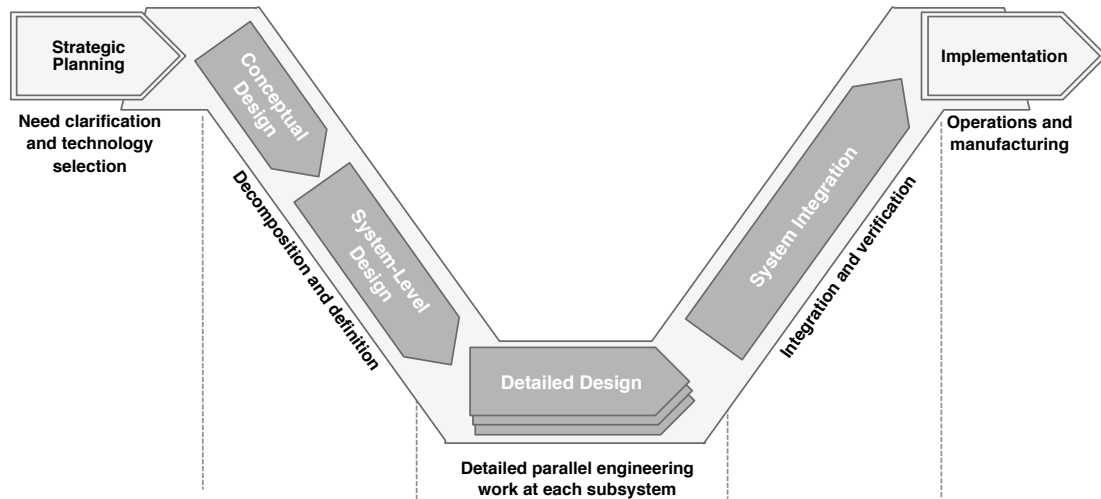 Strategic
Planning
Need clarification
and technology
selection
Conceptual
Design
Decomposition and definition
System-Level
Design
Detailed Design
Detailed parallel engineering
work at each subsystem
System Integration
Integration and verification
Implementation
Operations and
manufacturing